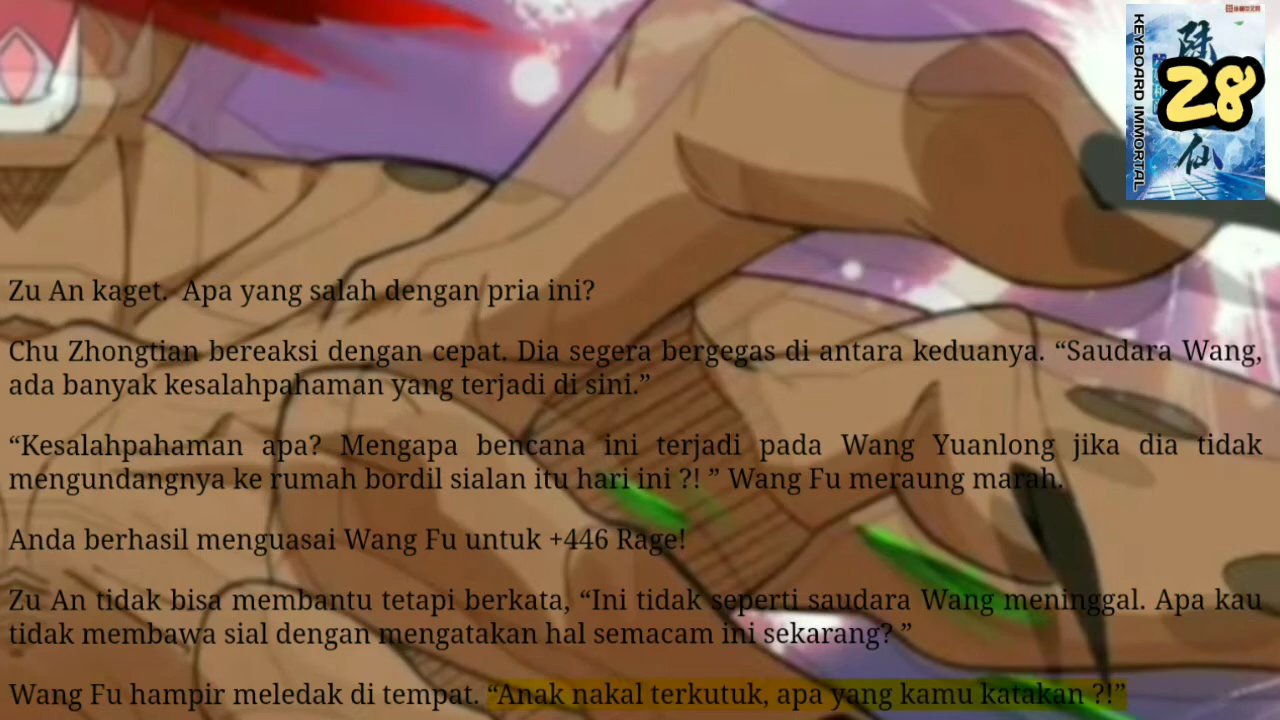 KEYBOARD IMMORTAL
陆
28
仙
Zu An kaget. Apa yang salah dengan pria ini?
Chu Zhongtian bereaksi dengan cepat. Dia segera bergegas di antara keduanya. “Saudara Wang,
ada banyak kesalahpahaman yang terjadi di sini.”
“Kesalahpahaman apa? Mengapa bencana ini terjadi pada Wang Yuanlong jika dia tidak
mengundangnya ke rumah bordil sialan itu hari ini ?! ” Wang Fu meraung marah.
Anda berhasil menguasai Wang Fu untuk +446 Rage!
Zu An tidak bisa membantu tetapi berkata, “Ini tidak seperti saudara Wang meninggal. Apa kau
tidak membawa sial dengan mengatakan hal semacam ini sekarang? ”
Wang Fu hampir meledak di tempat. “Anak nakal terkutuk, apa yang kamu katakan ?!”